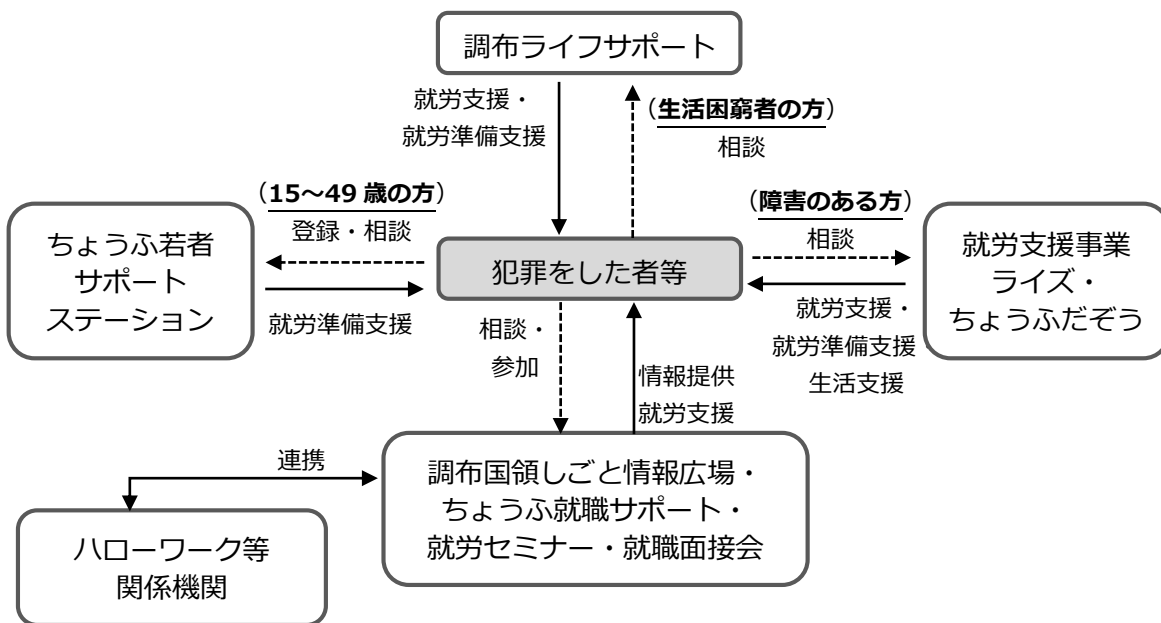 調布ライフサポート
就労支援・
就労準備支援
（生活困窮者の方）
相談
（15～49 歳の方）
登録・相談
（障害のある方）
相談
ちょうふ若者
サポート
ステーション
犯罪をした者等
就労支援事業
ライズ・
ちょうふだぞう
就労準備支援
相談・
参加
就労支援・
就労準備支援・
生活支援
情報提供
就労支援
連携
調布国領しごと情報広場・
ちょうふ就職サポート・
就労セミナー・就職面接会
ハローワーク等
関係機関